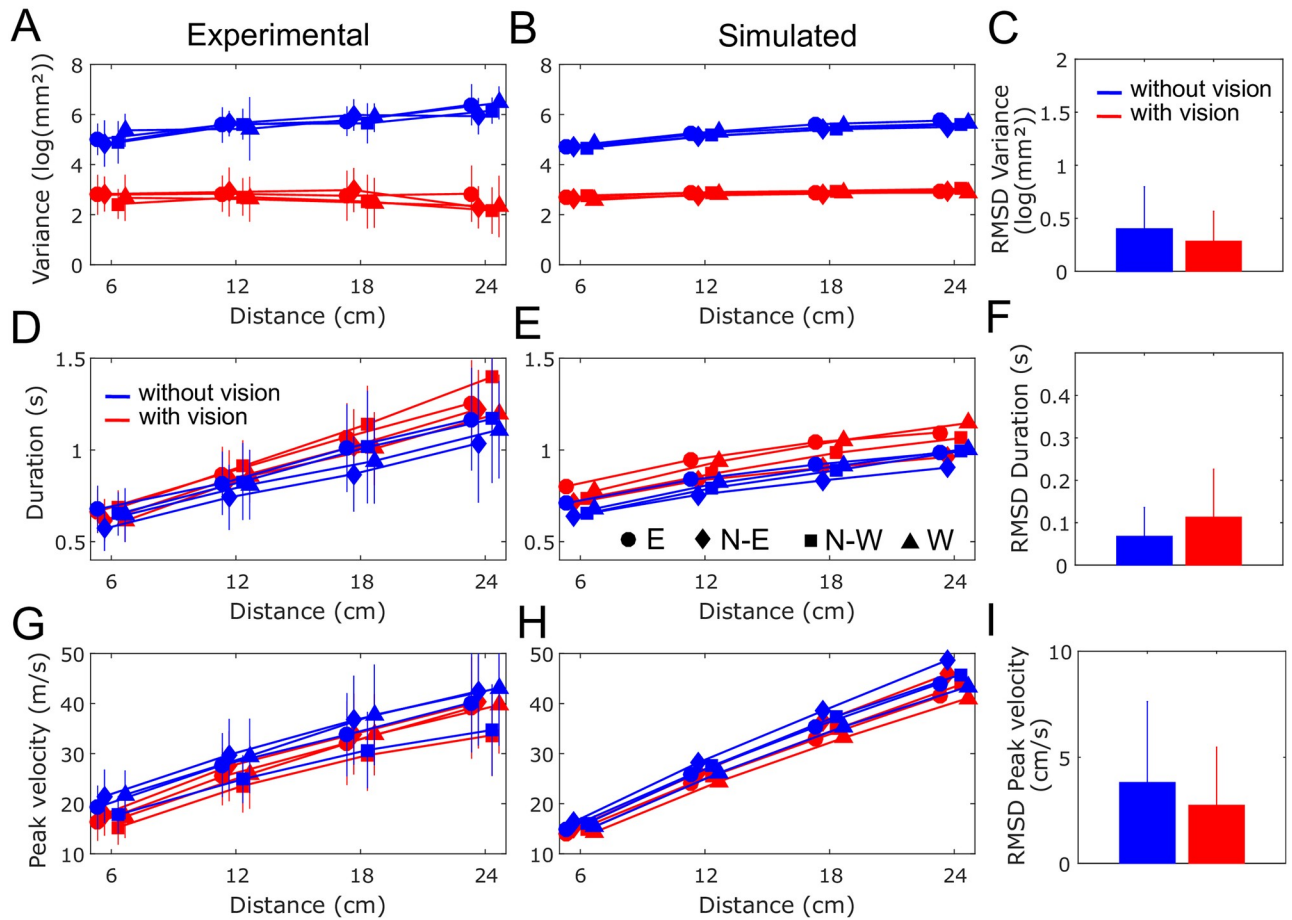 A
Experimental
B
Simulated
C
8
6
4
2
0
Variance (log(mm²))
6
12
18
24
Distance (cm)
8
6
4
2
0
6
12
18
24
Distance (cm)
2
1.5
1
0.5
0
RMSD Variance
(log(mm²))
without vision
with vision
D
1.5
1
0.5
Duration (s)
without vision
with vision
6
12
18
24
Distance (cm)
E
1.5
1
0.5
E
N-E
N-W
W
6
12
18
24
Distance (cm)
F
0.4
0.3
0.2
0.1
0
RMSD Duration (s)
G
50
40
30
20
10
Peak velocity (m/s)
6
12
18
24
Distance (cm)
H
50
40
30
20
10
6
12
18
24
Distance (cm)
I
10
5
0
RMSD Peak velocity
(cm/s)